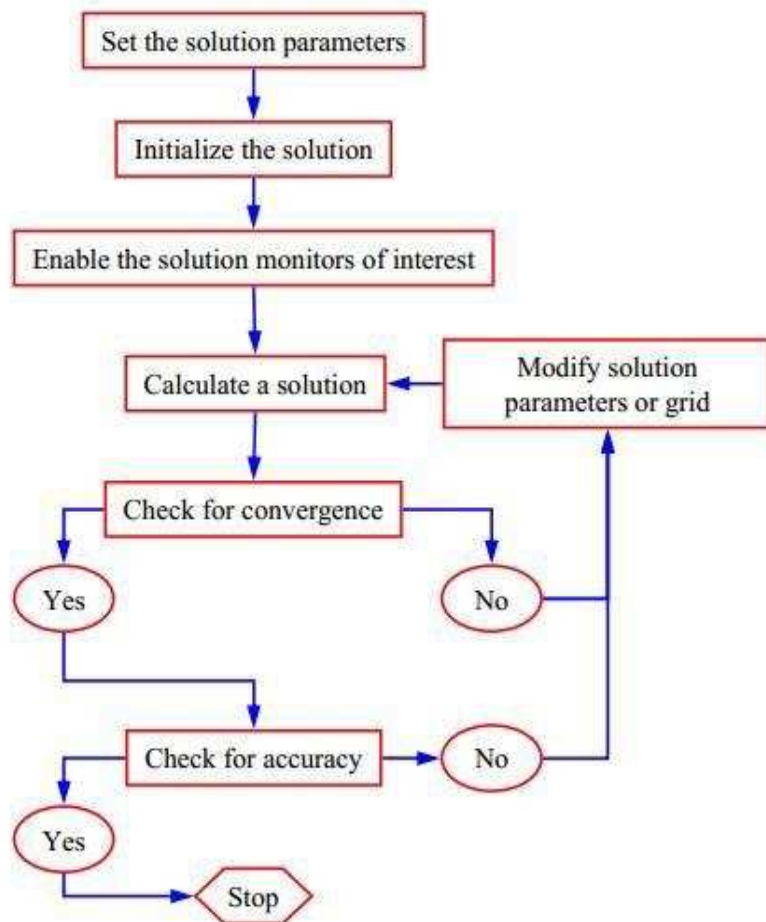 Set the solution parameters
Initialize the solution
Enable the solution monitors of interest
Calculate a solution
Modify solution
parameters or grid
Check for convergence
Yes
No
Check for accuracy
No
Yes
Stop